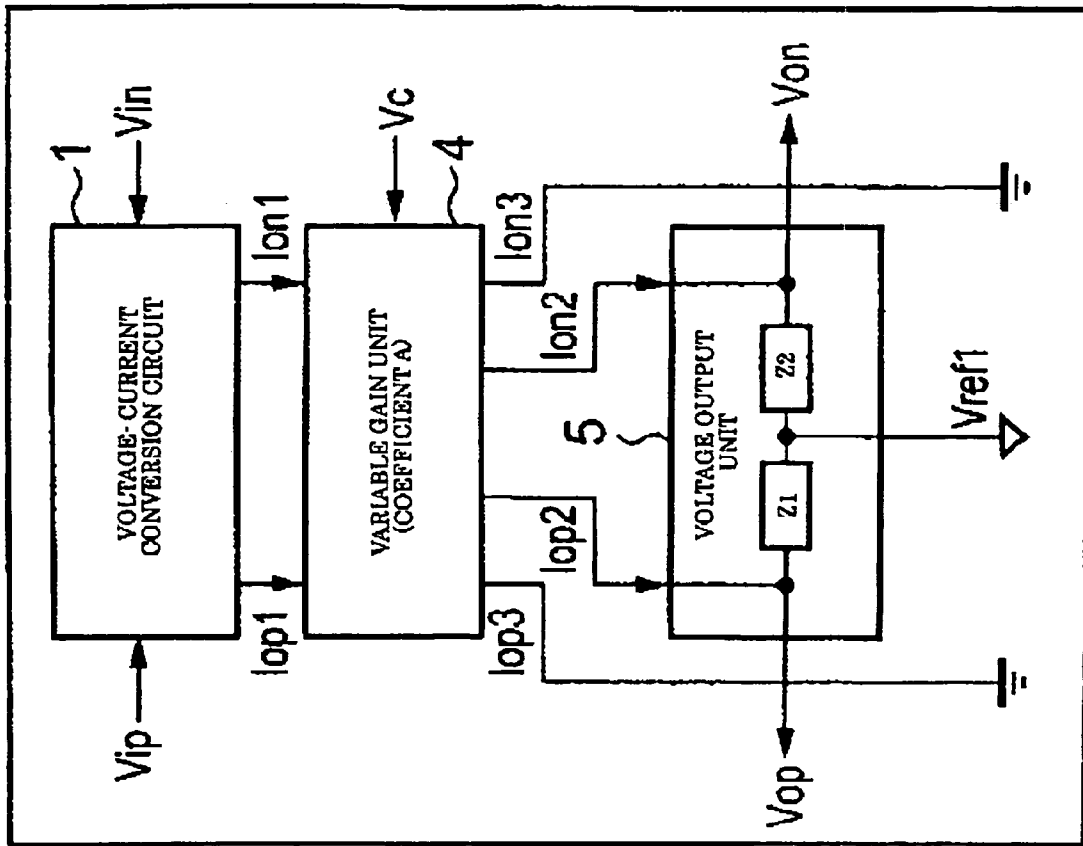 1
Vin
VOLTAGE-CURRENT
CONVERSION CIRCUIT
Vip
Iop1
Ion1
Vc
VARIABLE GAIN UNIT
(COEFFICIENT A)
4
Iop3
Iop2
Ion2
Ion3
5
VOLTAGE OUTPUT
UNIT
Z1
Z2
Vop
Von
Vref1